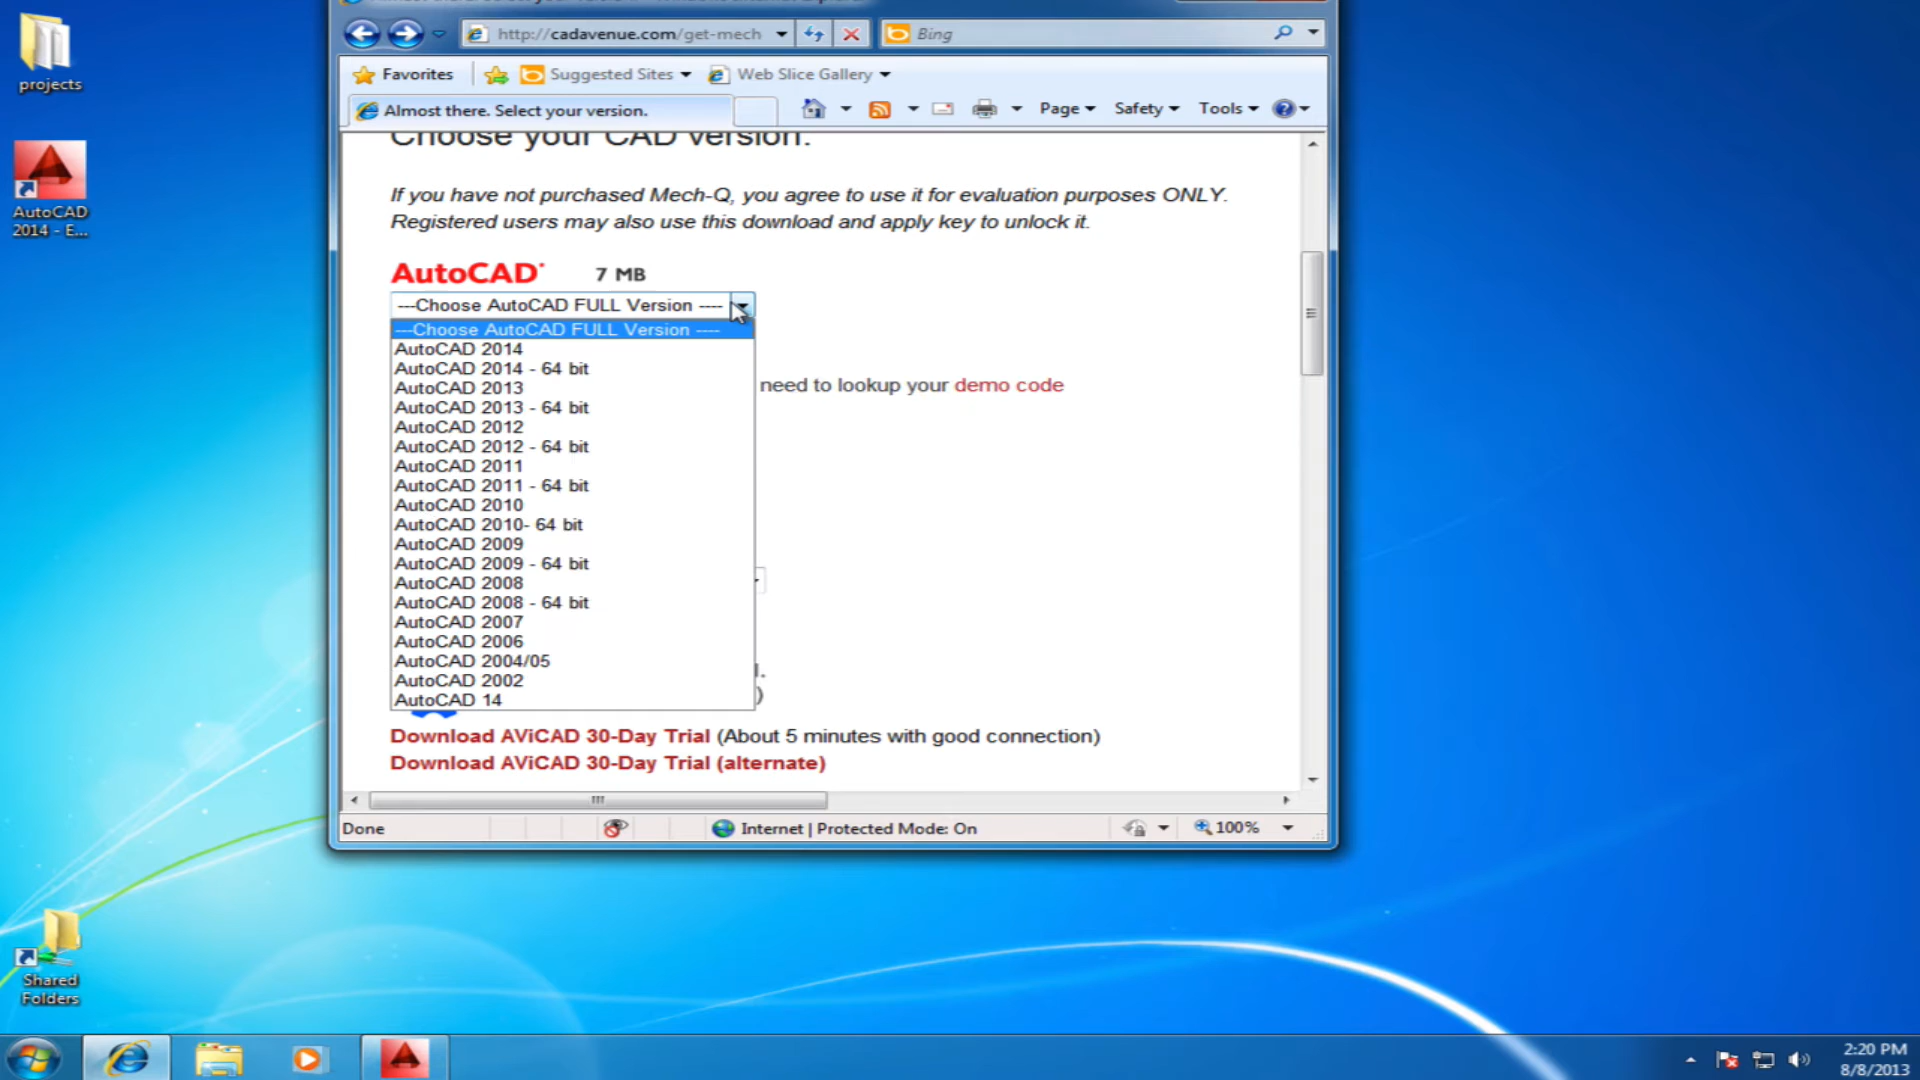 projects
AutoCAD
2014 - E...
Shared
Folders
http://cadavenue.com/get-mech
Bing
Favorites
Suggested Sites
Web Slice Gallery
Almost there. Select your version.
Page
Safety
Tools
Choose your CAD version.
If you have not purchased Mech-Q, you agree to use it for evaluation purposes ONLY.
Registered users may also use this download and apply key to unlock it.
AutoCAD 7 MB
---Choose AutoCAD FULL Version ----
---Choose AutoCAD FULL Version ----
AutoCAD 2014
AutoCAD 2014 - 64 bit
need to lookup your demo code
AutoCAD 2013
AutoCAD 2013 - 64 bit
AutoCAD 2012
AutoCAD 2012 - 64 bit
AutoCAD 2011
AutoCAD 2011 - 64 bit
AutoCAD 2010
AutoCAD 2010- 64 bit
AutoCAD 2009
AutoCAD 2009 - 64 bit
AutoCAD 2008
AutoCAD 2008 - 64 bit
AutoCAD 2007
AutoCAD 2006
AutoCAD 2004/05
AutoCAD 2002
AutoCAD 14
Download AViCAD 30-Day Trial (About 5 minutes with good connection)
Download AViCAD 30-Day Trial (alternate)
Done
Internet | Protected Mode: On
100%
2:20 PM
8/8/2013